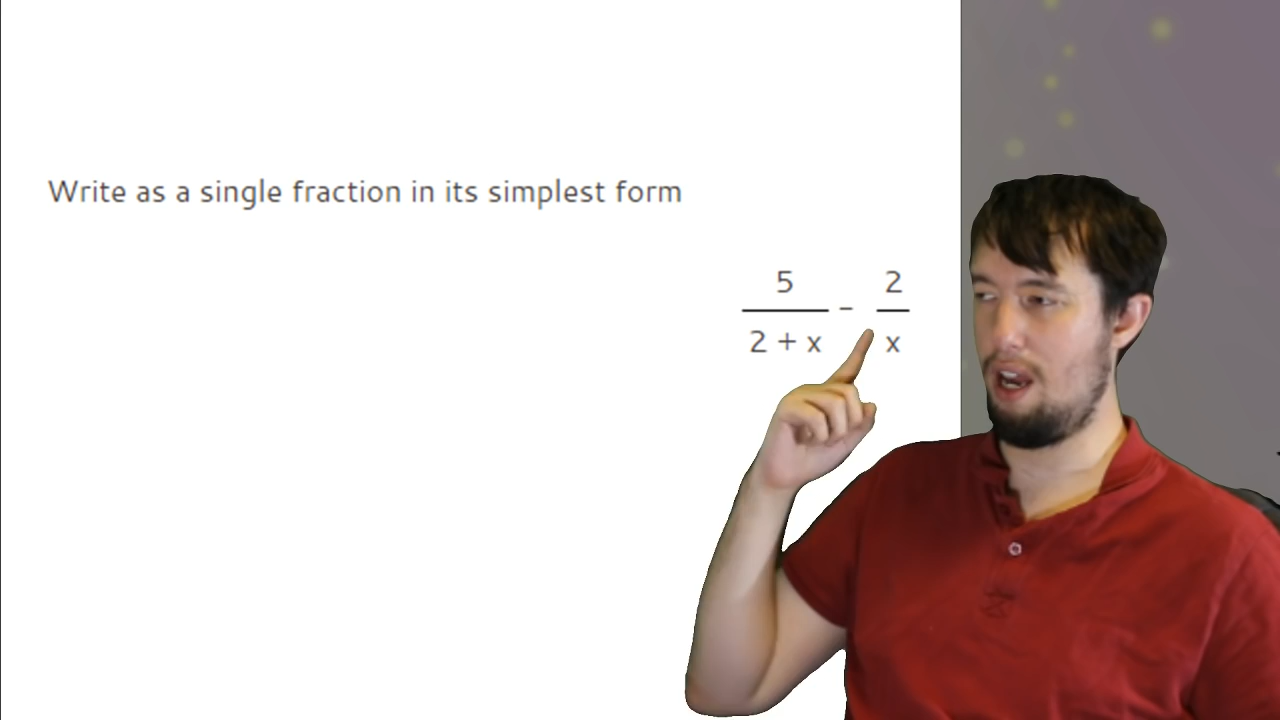 Write as a single fraction in its simplest form
5 2
- 
2 + x x